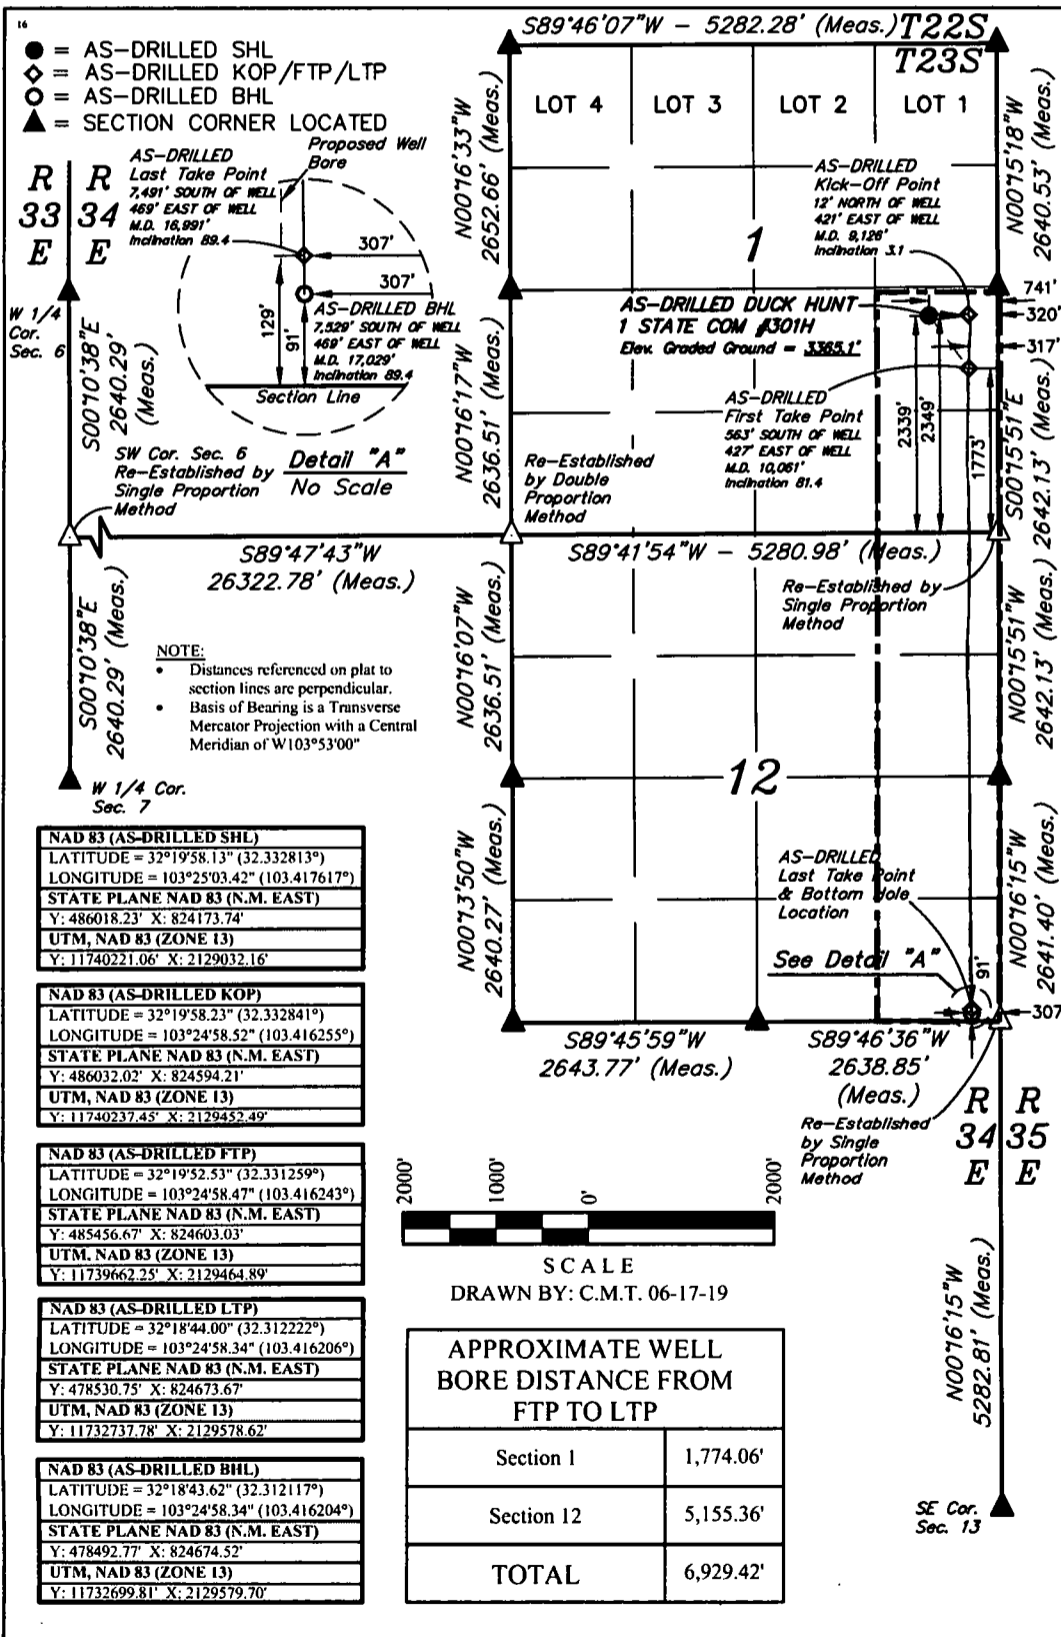 16
● = AS-DRILLED SHL
◇ = AS-DRILLED KOP/FTP/LTP
○ = AS-DRILLED BHL
▲ = SECTION CORNER LOCATED
R R
33 34
E E
W 1/4
Cor.
Sec. 6
S00°10'38"E
2640.29'
(Meas.)
AS-DRILLED
Last Take Point
7,491' SOUTH OF WELL
469' EAST OF WELL
M.D. 16,991'
Inclination 89.4
Proposed Well
Bore
307'
307'
129'
91'
AS-DRILLED BHL
7,529' SOUTH OF WELL
469' EAST OF WELL
M.D. 17,029'
Inclination 89.4
Section Line
Detail "A"
No Scale
SW Cor. Sec. 6
Re-Established by
Single Proportion
Method
S89°47'43"W
26322.78' (Meas.)
S00°10'38"E
2640.29' (Meas.)
W 1/4 Cor.
Sec. 7
NOTE:
• Distances referenced on plat to
section lines are perpendicular.
• Basis of Bearing is a Transverse
Mercator Projection with a Central
Meridian of W103°53'00"
S89°46'07"W - 5282.28' (Meas.)
T22S
T23S
LOT 4 LOT 3 LOT 2 LOT 1
N00°16'33"W
2652.66' (Meas.)
N00°15'18"W
2640.53' (Meas.)
AS-DRILLED
Kick-Off Point
12' NORTH OF WELL
421' EAST OF WELL
M.D. 9,126'
Inclination 3.1
1
741'
320'
317'
AS-DRILLED DUCK HUNT
1 STATE COM #301H
Elev. Graded Ground = 3365.1'
AS-DRILLED
First Take Point
563' SOUTH OF WELL
427' EAST OF WELL
M.D. 10,061'
Inclination 81.4
2339'
2349'
1773'
N00°16'17"W
2636.51' (Meas.)
S00°15'51"E
2642.13' (Meas.)
Re-Established
by Double
Proportion
Method
S89°41'54"W - 5280.98' (Meas.)
Re-Established by
Single Proportion
Method
N00°16'07"W
2636.51' (Meas.)
N00°15'51"W
2642.13' (Meas.)
12
AS-DRILLED
Last Take Point
& Bottom Hole
Location
See Detail "A"
91'
307'
N00°13'50"W
2640.27' (Meas.)
N00°16'15"W
2641.40' (Meas.)
S89°45'59"W
2643.77' (Meas.)
S89°46'36"W
2638.85'
(Meas.)
Re-Established
by Single
Proportion
Method
R R
34 35
E E
N00°16'15"W
5282.81' (Meas.)
SE Cor.
Sec. 13
NAD 83 (AS-DRILLED SHL)
LATITUDE = 32°19'58.13" (32.332813°)
LONGITUDE = 103°25'03.42" (103.417617°)
STATE PLANE NAD 83 (N.M. EAST)
Y: 486018.23' X: 824173.74'
UTM, NAD 83 (ZONE 13)
Y: 11740221.06' X: 2129032.16'
NAD 83 (AS-DRILLED KOP)
LATITUDE = 32°19'58.23" (32.332841°)
LONGITUDE = 103°24'58.52" (103.416255°)
STATE PLANE NAD 83 (N.M. EAST)
Y: 486032.02' X: 824594.21'
UTM, NAD 83 (ZONE 13)
Y: 11740237.45' X: 2129452.49'
NAD 83 (AS-DRILLED FTP)
LATITUDE = 32°19'52.53" (32.331259°)
LONGITUDE = 103°24'58.47" (103.416243°)
STATE PLANE NAD 83 (N.M. EAST)
Y: 485456.67' X: 824603.03'
UTM, NAD 83 (ZONE 13)
Y: 11739662.25' X: 2129464.89'
NAD 83 (AS-DRILLED LTP)
LATITUDE = 32°18'44.00" (32.312222°)
LONGITUDE = 103°24'58.34" (103.416206°)
STATE PLANE NAD 83 (N.M. EAST)
Y: 478530.75' X: 824673.67'
UTM, NAD 83 (ZONE 13)
Y: 11732737.78' X: 2129578.62'
NAD 83 (AS-DRILLED BHL)
LATITUDE = 32°18'43.62" (32.312117°)
LONGITUDE = 103°24'58.34" (103.416204°)
STATE PLANE NAD 83 (N.M. EAST)
Y: 478492.77' X: 824674.52'
UTM, NAD 83 (ZONE 13)
Y: 11732699.81' X: 2129579.70'
2000' 1000' 0' 2000'
SCALE
DRAWN BY: C.M.T. 06-17-19
APPROXIMATE WELL
BORE DISTANCE FROM
FTP TO LTP
Section 1 1,774.06'
Section 12 5,155.36'
TOTAL 6,929.42'